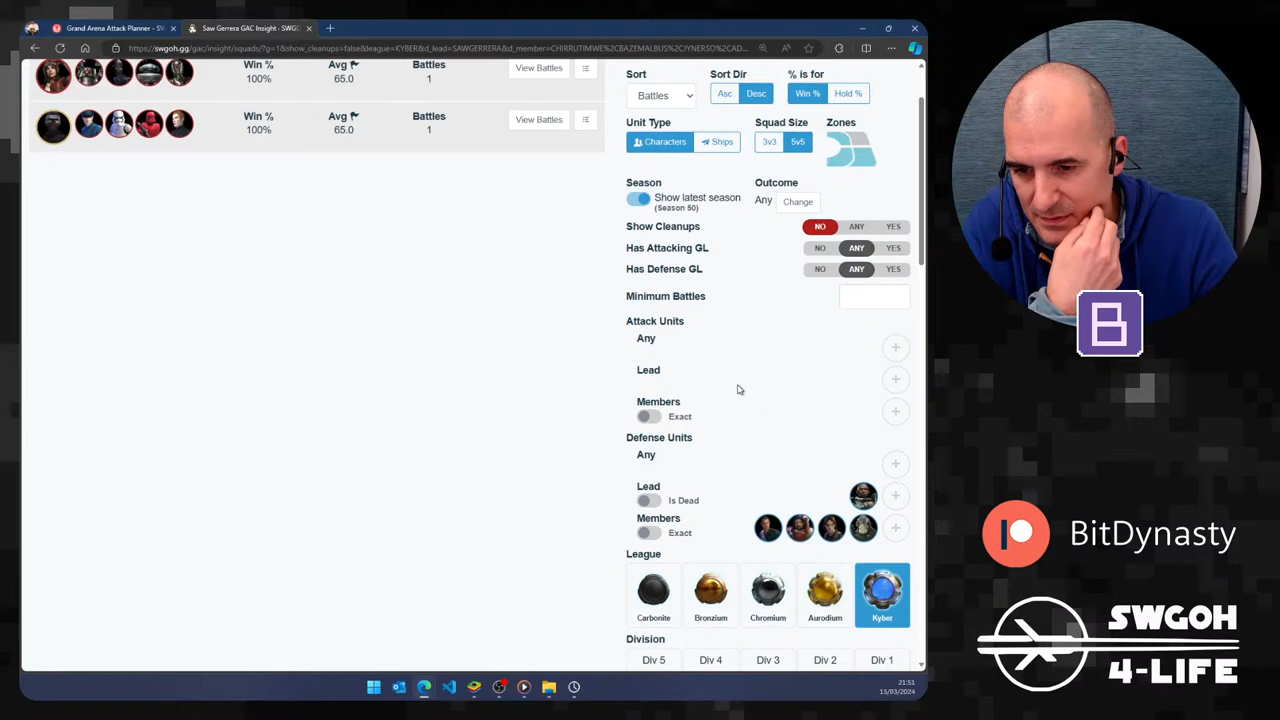 Grand Arena Attack Planner - SW
Saw Gerrera GAC Insight - SWGO
https://swgoh.gg/gac/insight/squads/?g=1&show_cleanups=false&league=KYBER&d_lead=SAWGERRERA&d_member=CHIRRUTIMWE%2CBAZEMALBUS%2CJYNERSO%2CAD...
Win %
100%
Avg
65.0
Battles
1
View Battles
Win %
100%
Avg
65.0
Battles
1
View Battles
Sort
Sort Dir
% is for
Battles
Asc
Desc
Win %
Hold %
Unit Type
Squad Size
Zones
Characters
Ships
3v3
5v5
Season
Outcome
Show latest season
(Season 50)
Any
Change
Show Cleanups
NO
ANY
YES
Has Attacking GL
NO
ANY
YES
Has Defense GL
NO
ANY
YES
Minimum Battles
Attack Units
Any
Lead
Members
Exact
Defense Units
Any
Lead
Is Dead
Members
Exact
League
Carbonite
Bronzium
Chromium
Aurodium
Kyber
Division
Div 5
Div 4
Div 3
Div 2
Div 1
21:51
15/03/2024
B
BitDynasty
SWGOH
4-LIFE